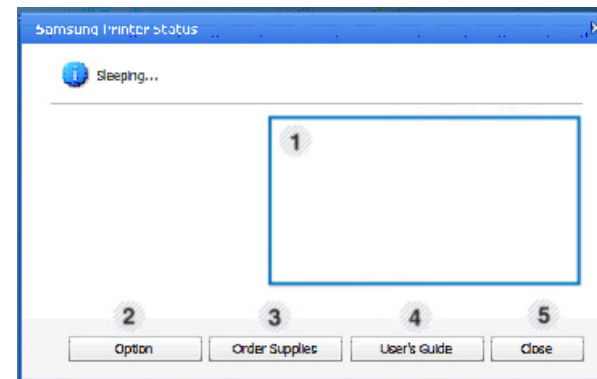 Samsung Printer Status
Sleeping...
1
2 3 4 5
Option Order Supplies User's Guide Close